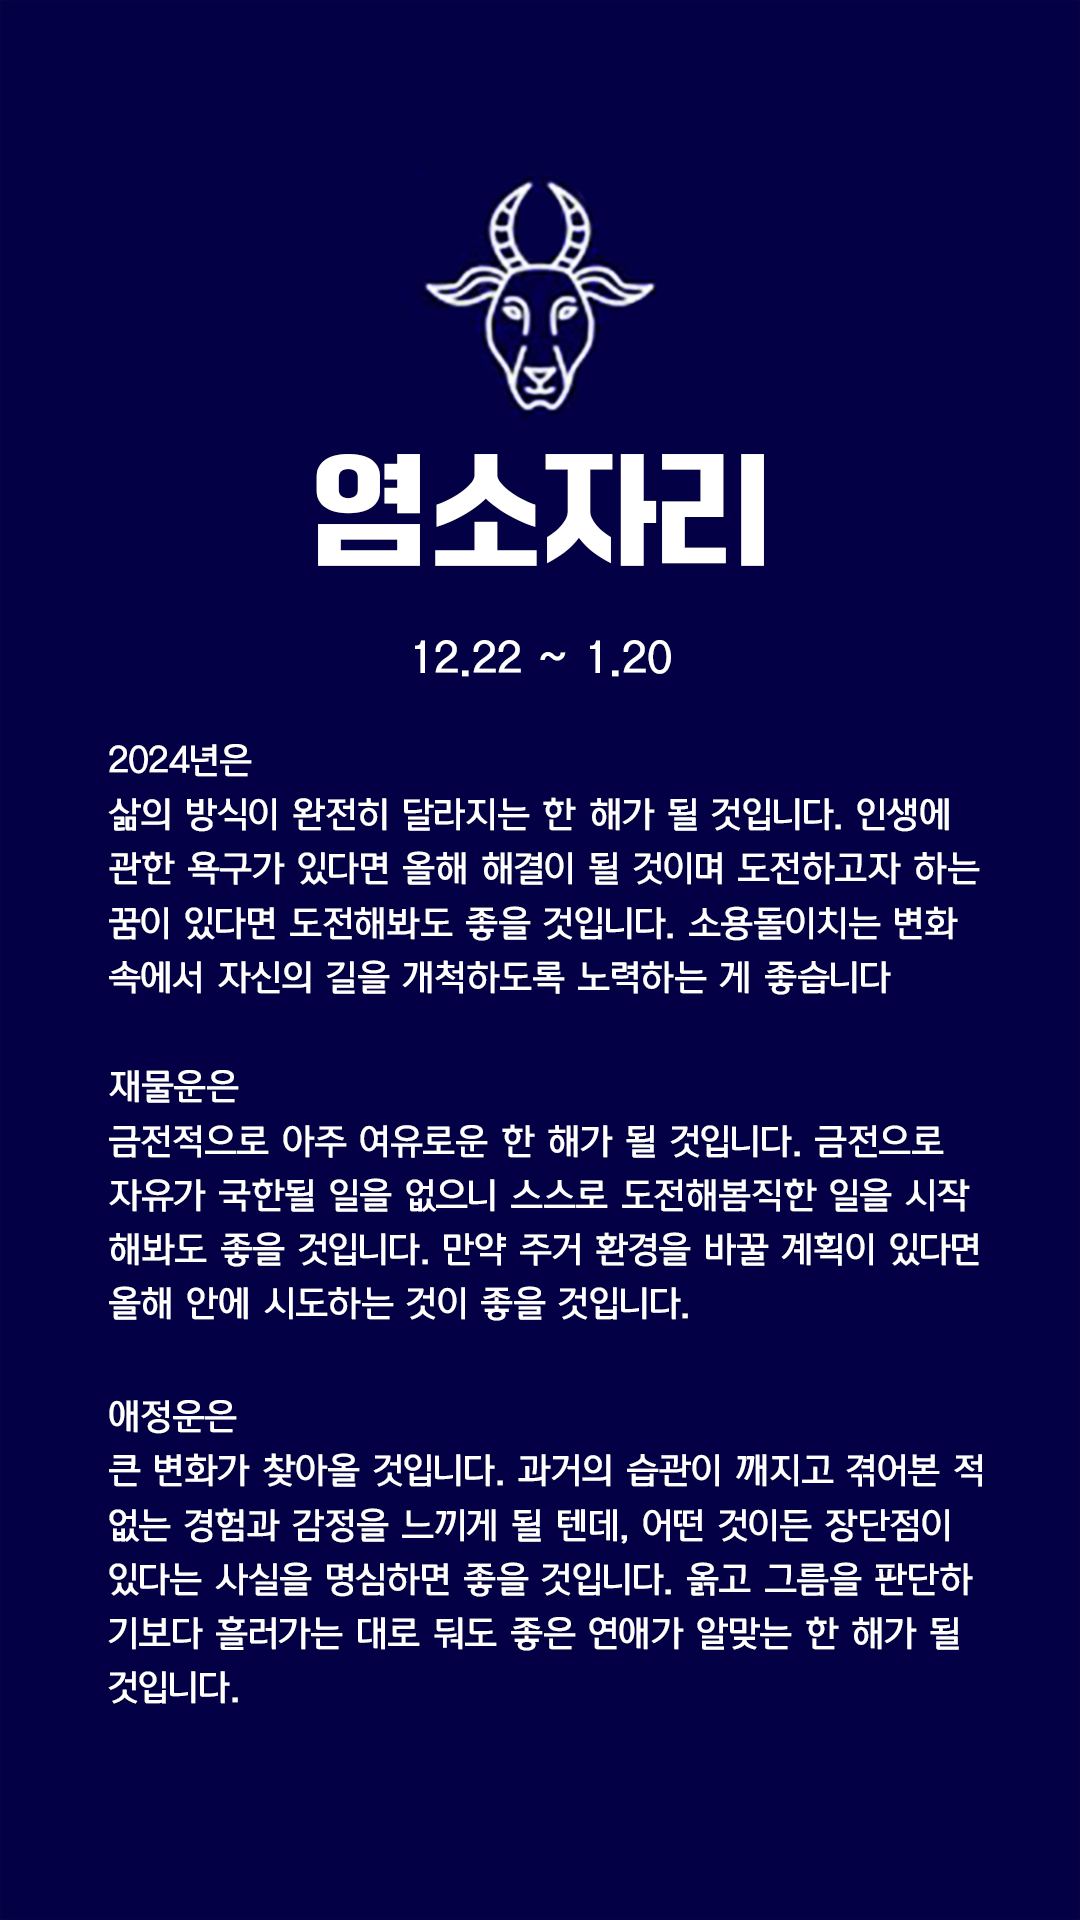 염소자리
12.22 ~ 1.20
2024년은
삶의 방식이 완전히 달라지는 한 해가 될 것입니다. 인생에
관한 욕구가 있다면 올해 해결이 될 것이며 도전하고자 하는
꿈이 있다면 도전해봐도 좋을 것입니다. 소용돌이치는 변화
속에서 자신의 길을 개척하도록 노력하는 게 좋습니다
재물운은
금전적으로 아주 여유로운 한 해가 될 것입니다. 금전으로
자유가 국한될 일을 없으니 스스로 도전해봄직한 일을 시작
해봐도 좋을 것입니다. 만약 주거 환경을 바꿀 계획이 있다면
올해 안에 시도하는 것이 좋을 것입니다.
애정운은
큰 변화가 찾아올 것입니다. 과거의 습관이 깨지고 겪어본 적
없는 경험과 감정을 느끼게 될 텐데, 어떤 것이든 장단점이
있다는 사실을 명심하면 좋을 것입니다. 옭고 그름을 판단하
기보다 흘러가는 대로 둬도 좋은 연애가 알맞는 한 해가 될
것입니다.